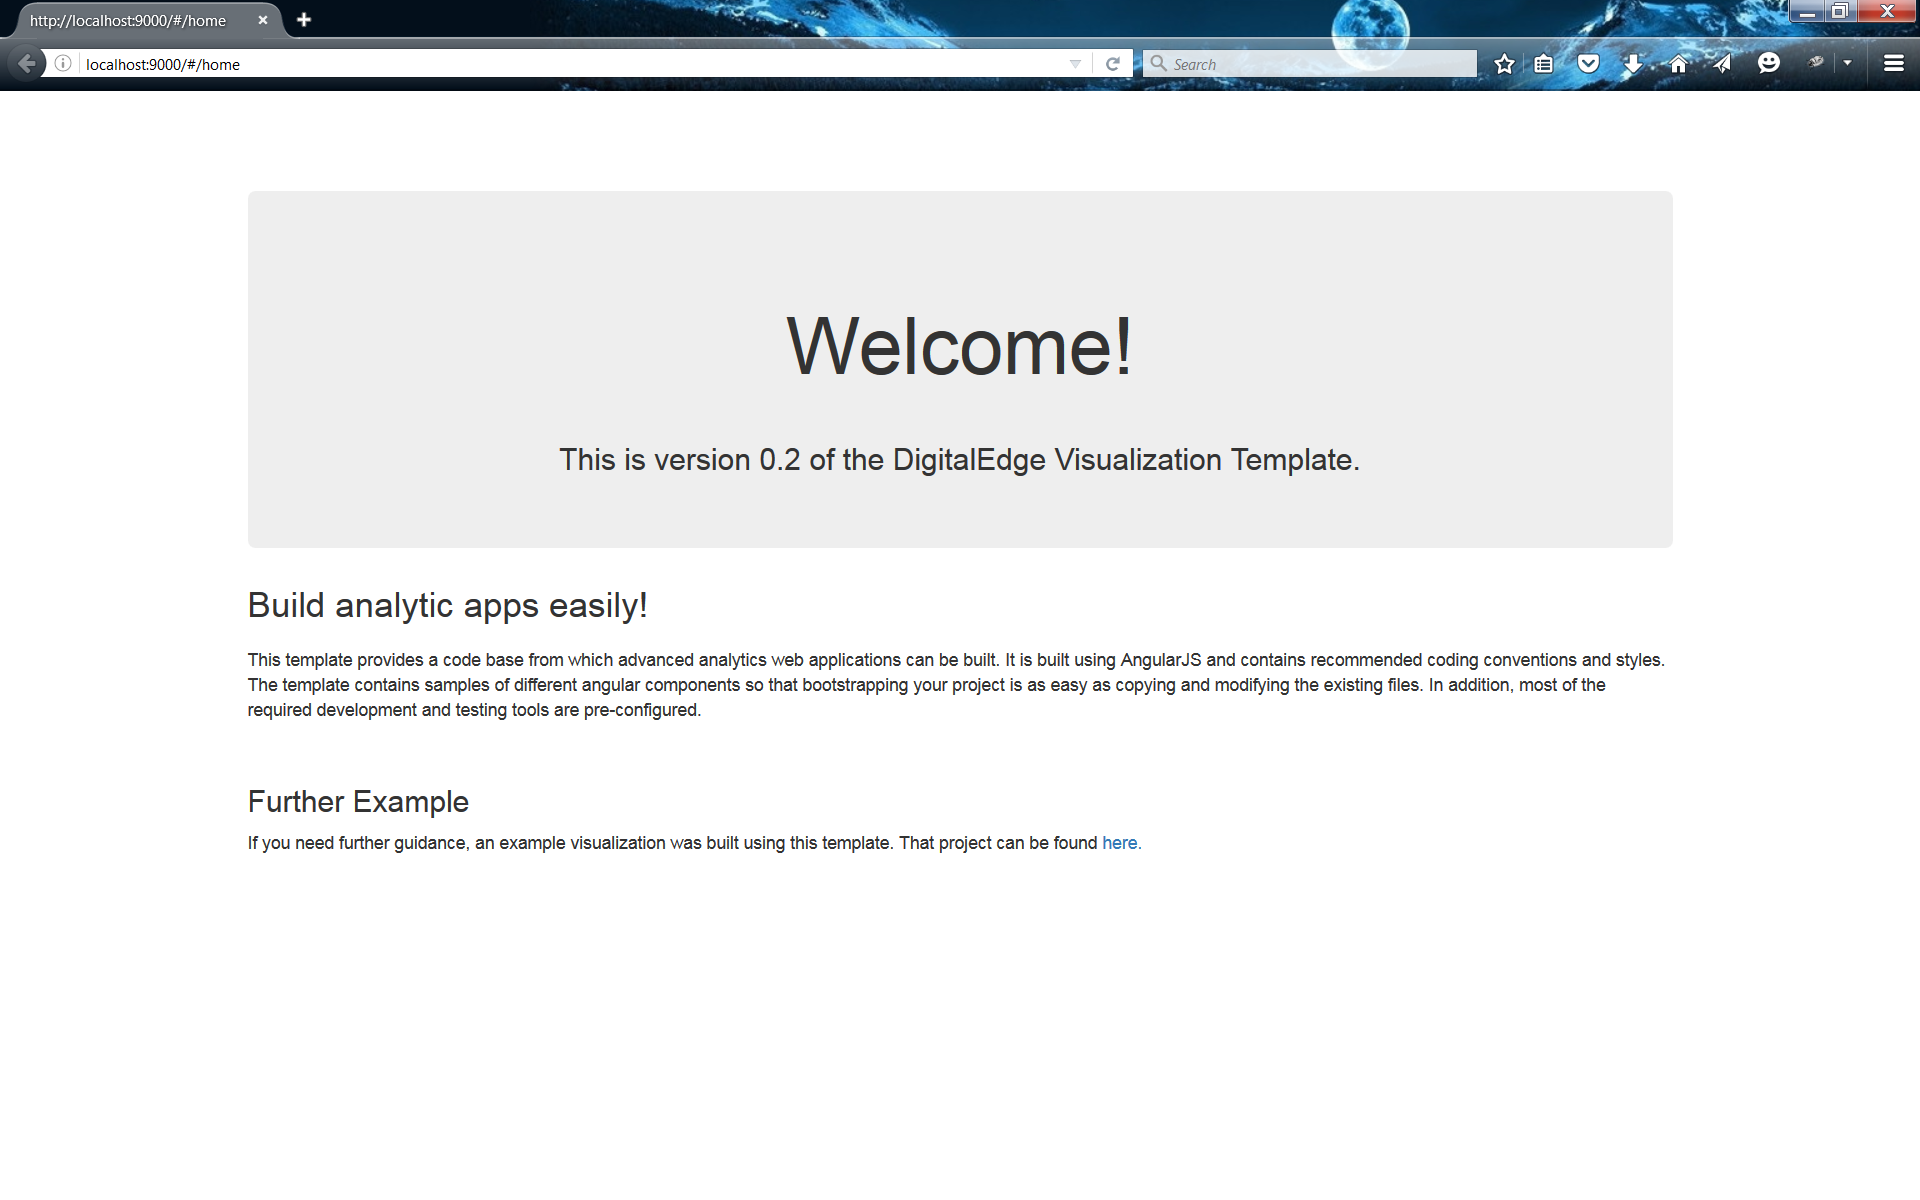 http://localhost:9000/#/home
localhost:9000/#/home
Search
Welcome!
This is version 0.2 of the DigitalEdge Visualization Template.
Build analytic apps easily!
This template provides a code base from which advanced analytics web applications can be built. It is built using AngularJS and contains recommended coding conventions and styles.
The template contains samples of different angular components so that bootstrapping your project is as easy as copying and modifying the existing files. In addition, most of the
required development and testing tools are pre-configured.
Further Example
If you need further guidance, an example visualization was built using this template. That project can be found here.